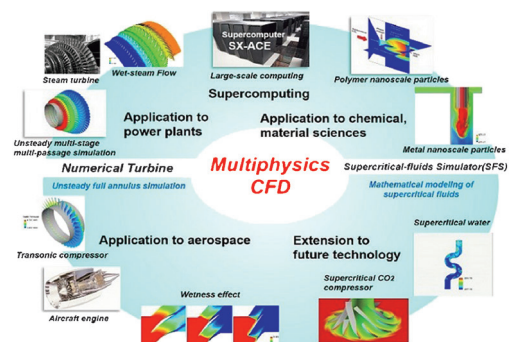 Supercomputer
SX-ACE
Steam turbine
Wet-steam Flow
Large-scale computing
Polymer nanoscale particles
Supercomputing
Application to
power plants
Application to chemical,
material sciences
Unsteady multi-stage
multi-passage simulation
Metal nanoscale particles
Numerical Turbine
Multiphysics
CFD
Supercritical-fluids Simulator(SFS)
Unsteady full annulus simulation
Mathematical modeling of
supercritical fluids
Transonic compressor
Application to aerospace
Extension to
future technology
Supercritical water
Aircraft engine
Wetness effect
Supercritical CO2
compressor